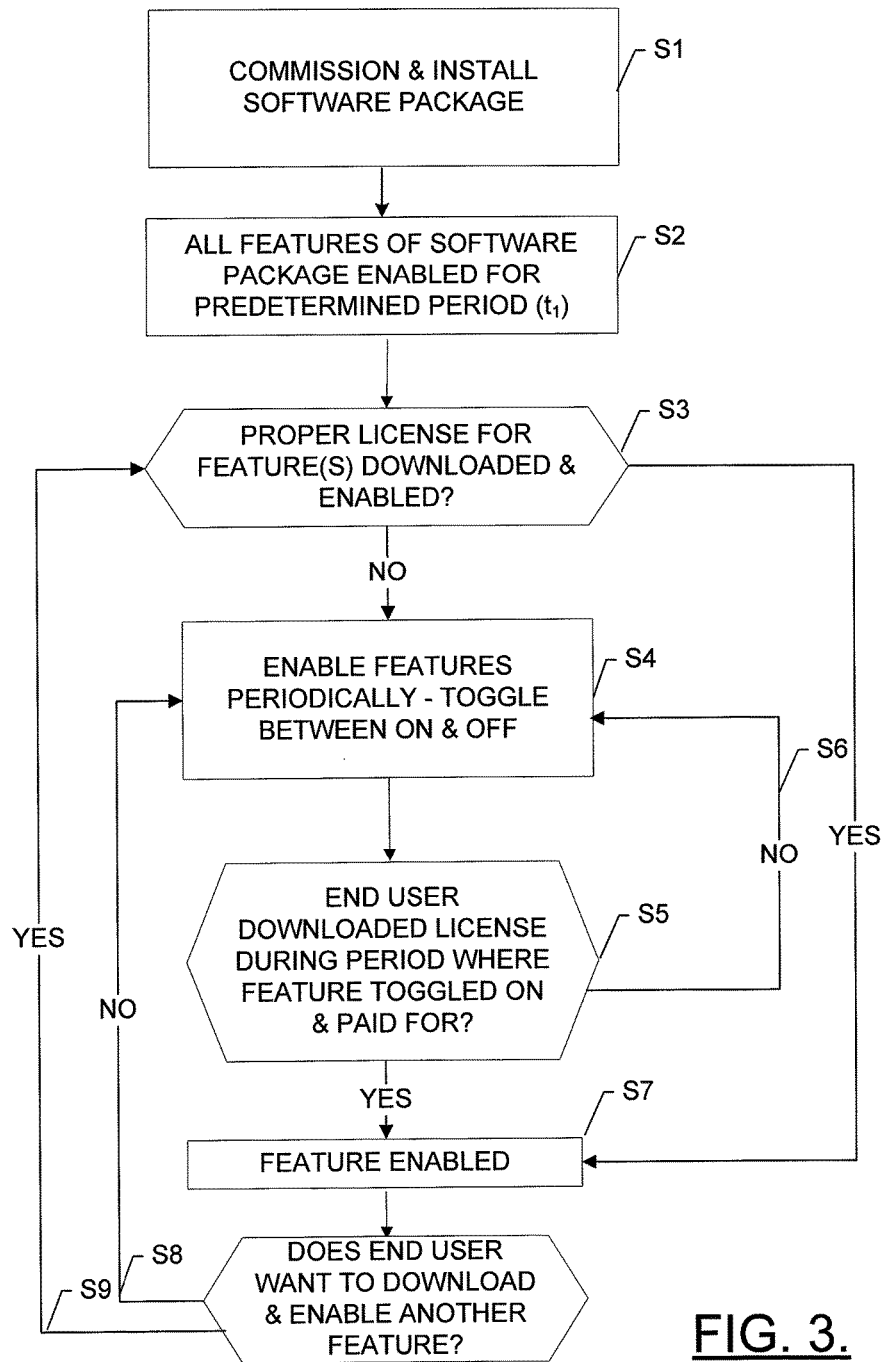 COMMISSION & INSTALL
SOFTWARE PACKAGE
S1
ALL FEATURES OF SOFTWARE
PACKAGE ENABLED FOR
PREDETERMINED PERIOD (t₁)
S2
PROPER LICENSE FOR
FEATURE(S) DOWNLOADED &
ENABLED?
S3
NO
ENABLE FEATURES
PERIODICALLY - TOGGLE
BETWEEN ON & OFF
S4
S6
YES
NO
END USER
DOWNLOADED LICENSE
DURING PERIOD WHERE
FEATURE TOGGLED ON
& PAID FOR?
S5
YES
NO
YES
S7
FEATURE ENABLED
DOES END USER
WANT TO DOWNLOAD
& ENABLE ANOTHER
FEATURE?
S8
S9
FIG. 3.